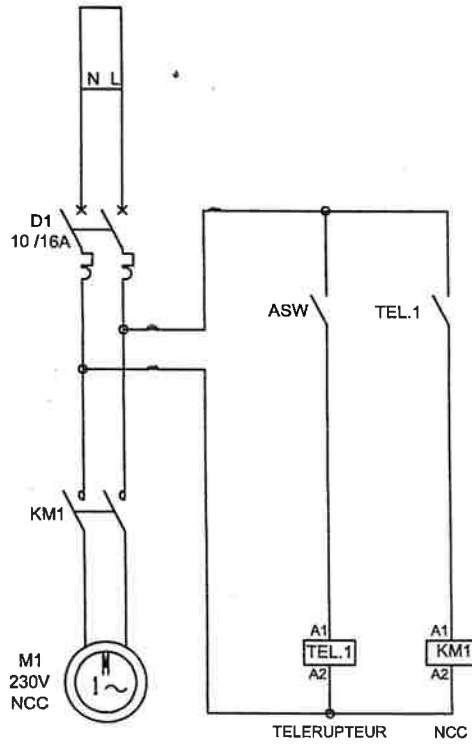 N L
D1
10 /16A
ASW
TEL.1
KM1
A1
TEL.1
A2
A1
KM1
A2
M1
230V
NCC
M
1~
TELERUPTEUR
NCC